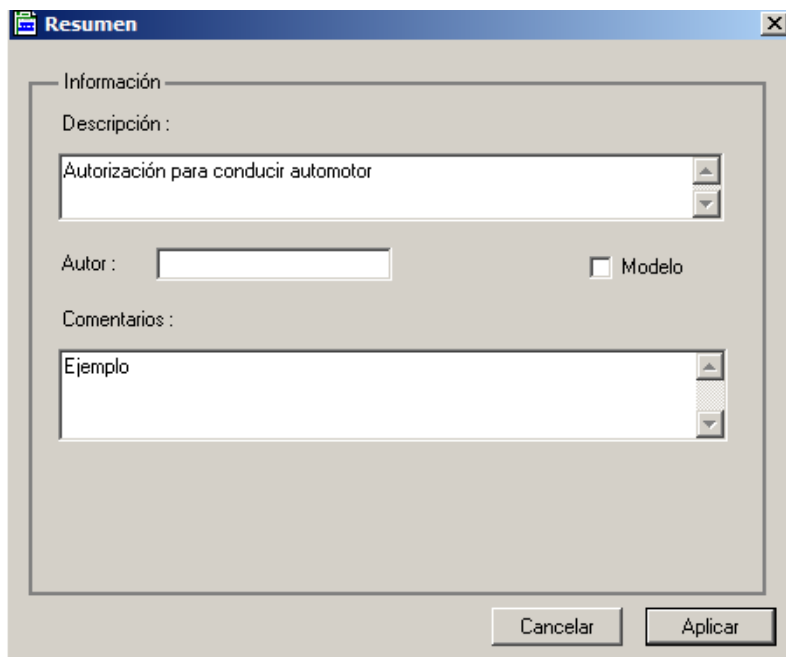 Resumen
Información
Descripción :
Autorización para conducir automotor
Autor :
Modelo
Comentarios :
Ejemplo
Cancelar
Aplicar